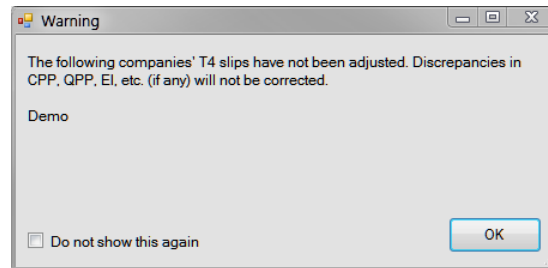 Warning
The following companies' T4 slips have not been adjusted. Discrepancies in
CPP, QPP, EI, etc. (if any) will not be corrected.
Demo
Do not show this again
OK